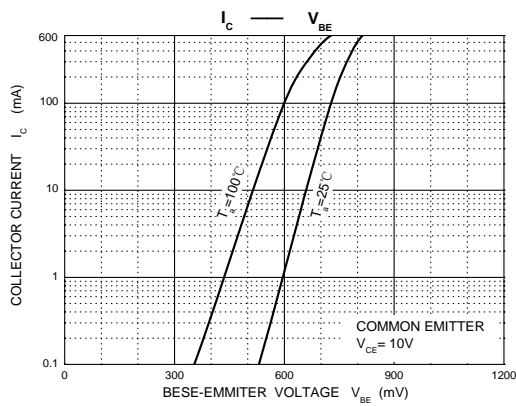 I_C —— V_BE
COLLECTOR CURRENT I_C (mA)
600
100
10
1
0.1
T_a=100℃
T_a=25℃
COMMON EMITTER
V_CE= 10V
0 300 600 900 1200
BESE-EMMITER VOLTAGE V_BE (mV)